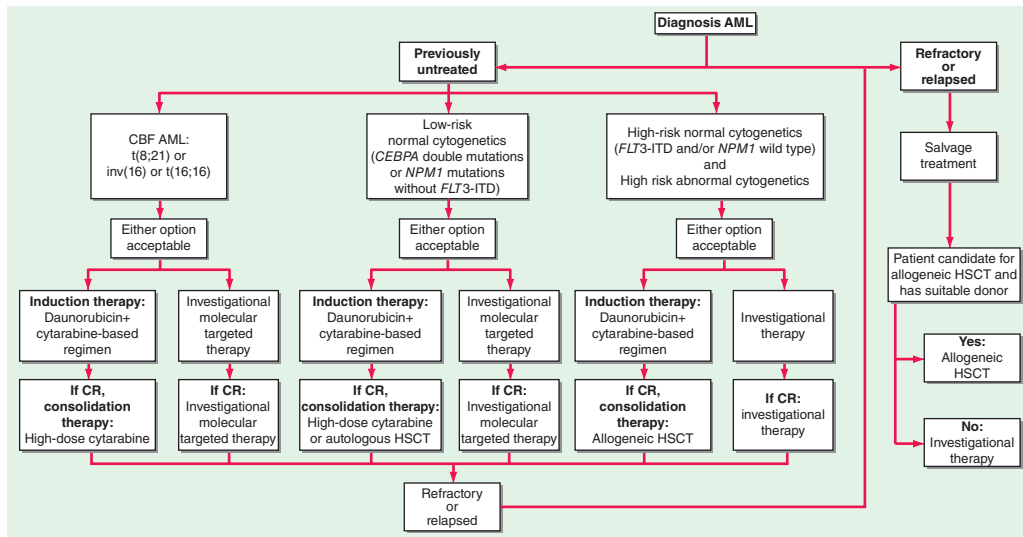 Diagnosis AML
Previously
untreated
Refractory
or
relapsed
CBF AML:
t(8;21) or
inv(16) or t(16;16)
Low-risk
normal cytogenetics
(CEBPA double mutations
or NPM1 mutations
without FLT3-ITD)
High-risk normal cytogenetics
(FLT3-ITD and/or NPM1 wild type)
and
High risk abnormal cytogenetics
Salvage
treatment
Either option
acceptable
Either option
acceptable
Either option
acceptable
Patient candidate for
allogeneic HSCT and
has suitable donor
Induction therapy:
Daunorubicin+
cytarabine-based
regimen
Investigational
molecular
targeted
therapy
Induction therapy:
Daunorubicin+
cytarabine-based
regimen
Investigational
molecular
targeted
therapy
Induction therapy:
Daunorubicin+
cytarabine-based
regimen
Investigational
therapy
Yes:
Allogeneic
HSCT
If CR,
consolidation
therapy:
High-dose cytarabine
If CR:
Investigational
molecular
targeted therapy
If CR,
consolidation therapy:
High-dose cytarabine
or autologous HSCT
If CR:
Investigational
molecular
targeted therapy
If CR,
consolidation
therapy:
Allogeneic HSCT
If CR:
investigational
therapy
No:
Investigational
therapy
Refractory
or
relapsed